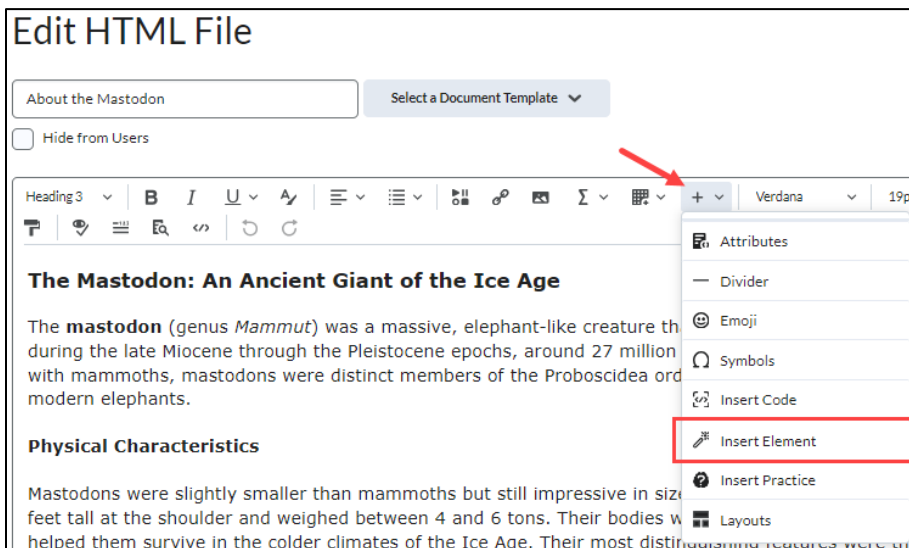 Edit HTML File
About the Mastodon
Select a Document Template
Hide from Users
Heading 3
B I U A
Σ
+
Verdana
19p
Attributes
Divider
Emoji
Symbols
Insert Code
Insert Element
Insert Practice
Layouts
The Mastodon: An Ancient Giant of the Ice Age
The mastodon (genus Mammut) was a massive, elephant-like creature tha
during the late Miocene through the Pleistocene epochs, around 27 million
with mammoths, mastodons were distinct members of the Proboscidea ord
modern elephants.
Physical Characteristics
Mastodons were slightly smaller than mammoths but still impressive in size
feet tall at the shoulder and weighed between 4 and 6 tons. Their bodies w
helped them survive in the colder climates of the Ice Age. Their most distinguishing features were th